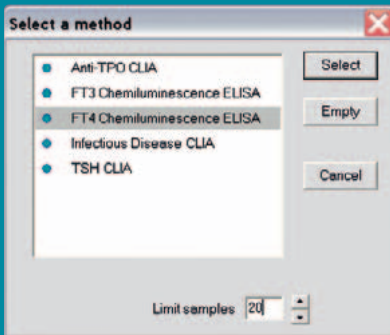 Select a method
Anti-TPO CLIA
FT3 Chemiluminescence ELISA
FT4 Chemiluminescence ELISA
Infectious Disease CLIA
TSH CLIA
Select
Empty
Cancel
Limit samples 20